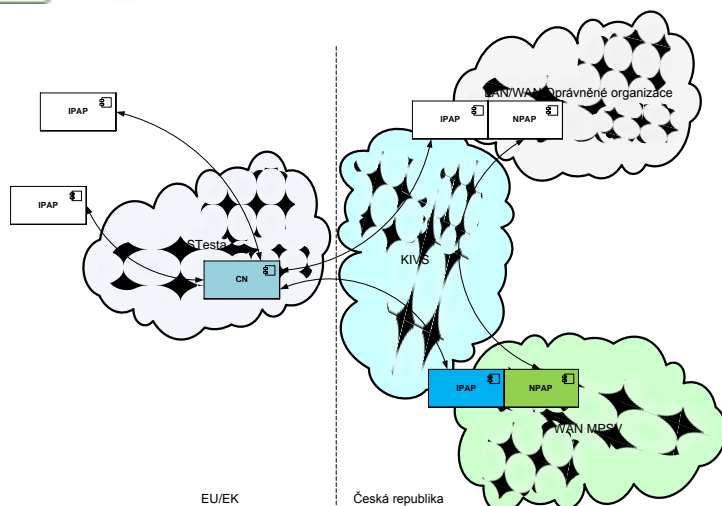 LAN/WAN Oprávněné organizace
IPAP
IPAP
NPAP
IPAP
STesta
KIVS
CN
IPAP
NPAP
WAN MPSV
EU/EK
Česká republika